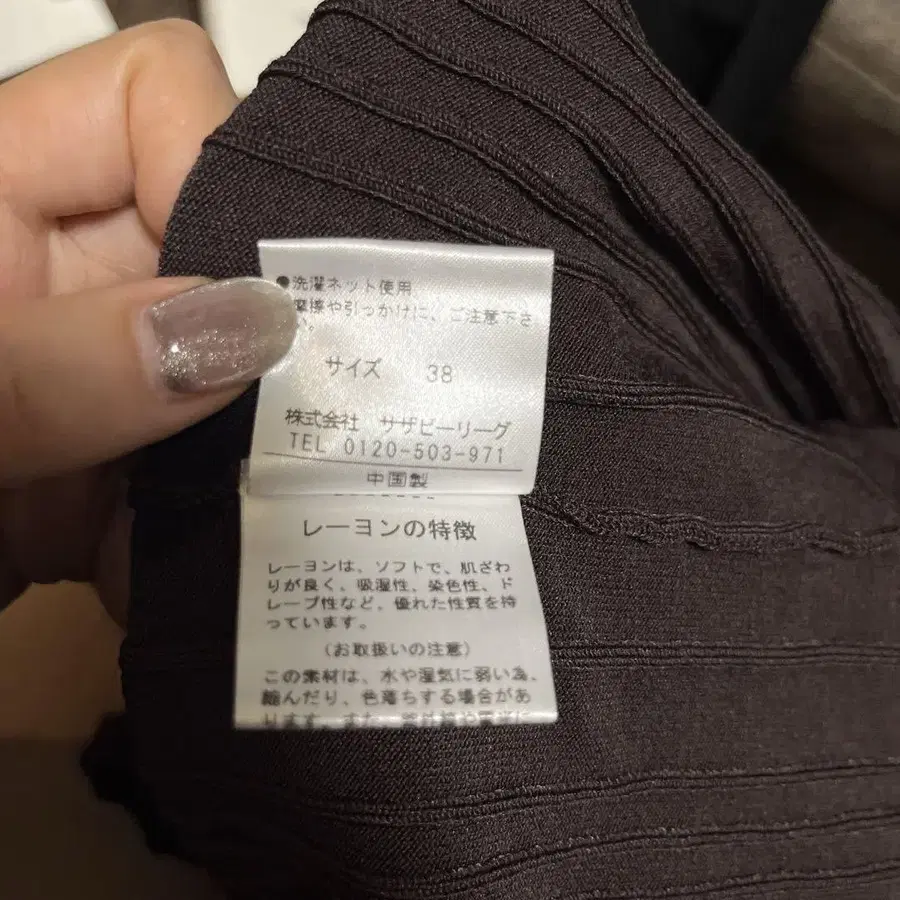 ●洗濯ネット使用
摩擦や引っかけに、ご注意下さ
い。
サイズ 38
株式会社 サザビーリーグ
TEL 0120-503-971
中国製
レーヨンの特徴
レーヨンは、ソフトで、肌ざわ
りが良く、吸湿性、染色性、ド
レープ性など、優れた性質を持
っています。
(お取扱いの注意)
この素材は、水や湿気に弱い為、
縮んだり、色落ちする場合があ
ります。また、